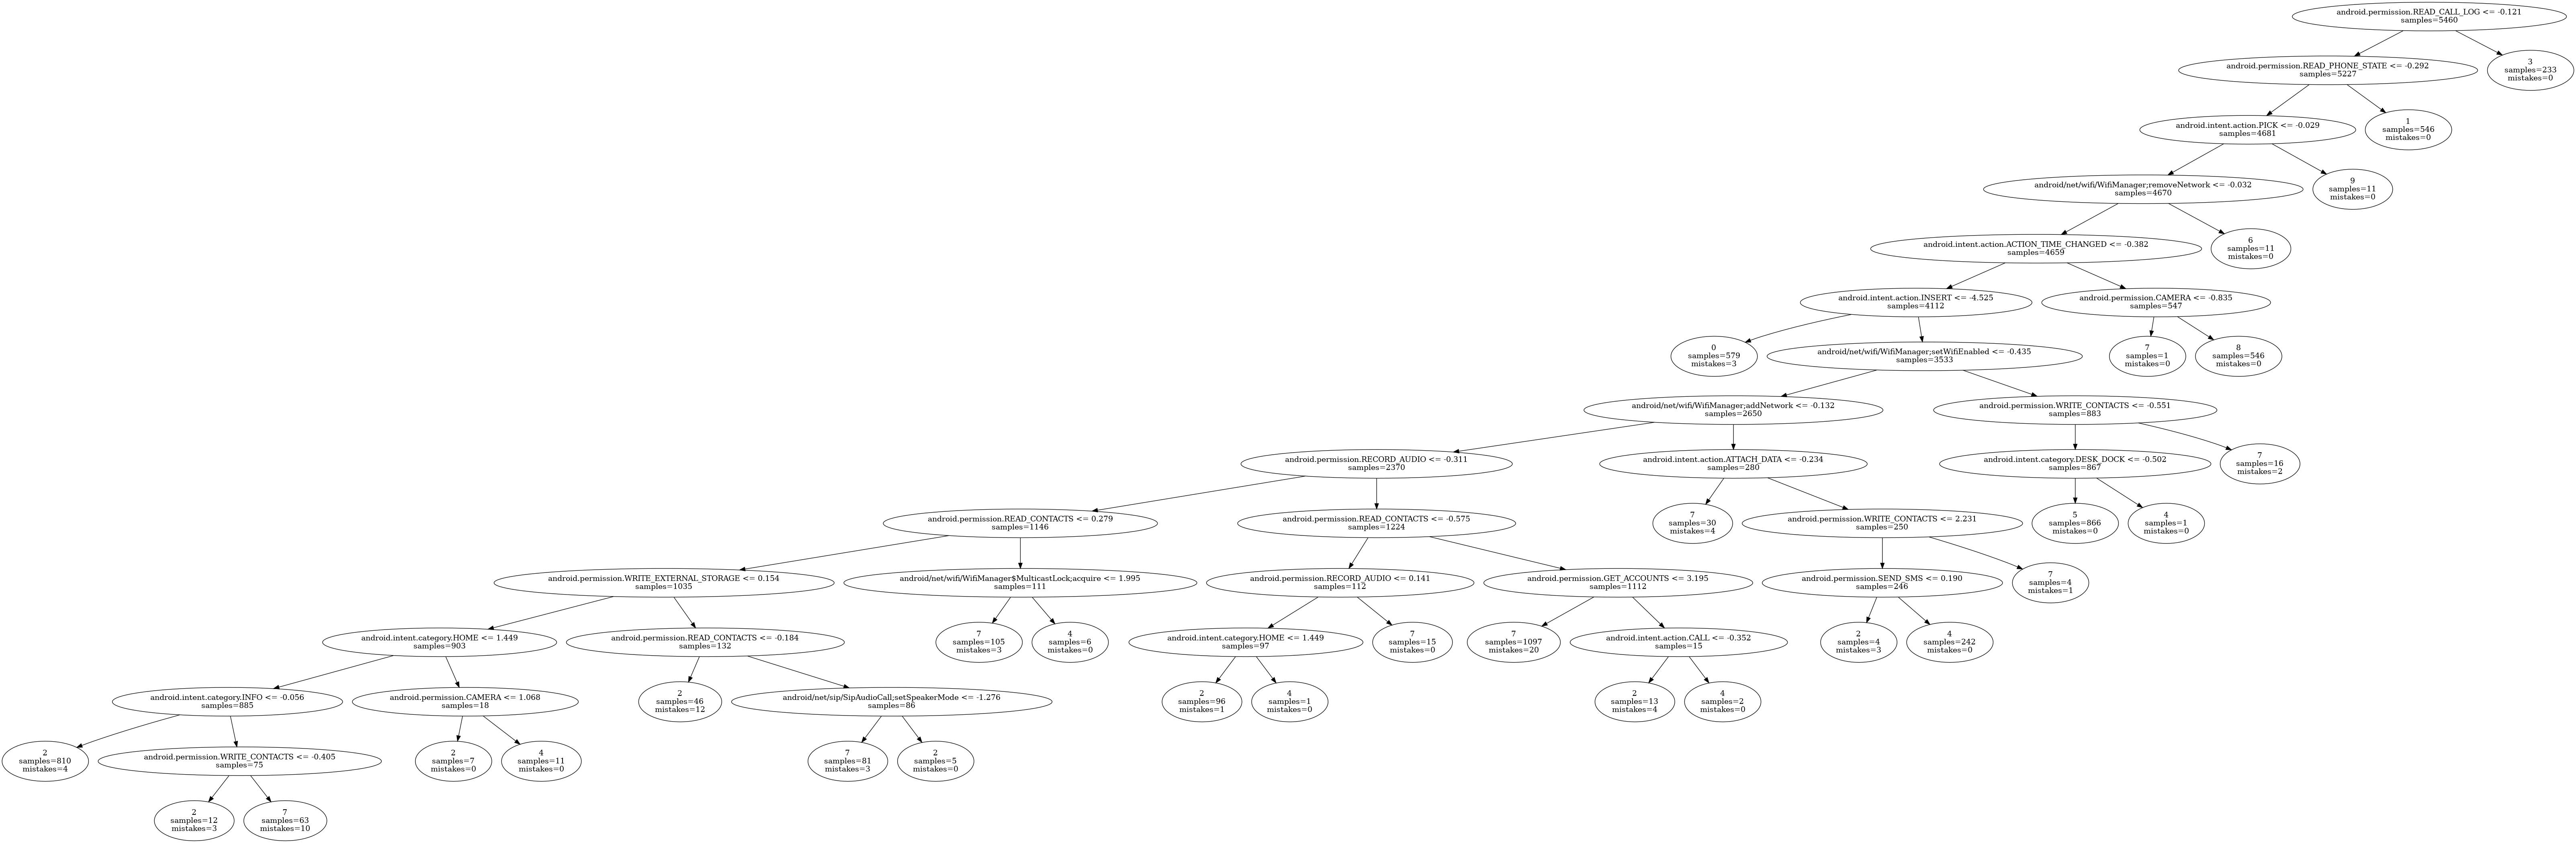 android.permission.READ_CALL_LOG <= -0.121
samples=5460
android.permission.READ_PHONE_STATE <= -0.292
samples=5227
3
samples=233
mistakes=0
android.intent.action.PICK <= -0.029
samples=4681
1
samples=546
mistakes=0
android/net/wifi/WifiManager;removeNetwork <= -0.032
samples=4670
9
samples=11
mistakes=0
android.intent.action.ACTION_TIME_CHANGED <= -0.382
samples=4659
6
samples=11
mistakes=0
android.intent.action.INSERT <= -4.525
samples=4112
android.permission.CAMERA <= -0.835
samples=547
0
samples=579
mistakes=3
android/net/wifi/WifiManager;setWifiEnabled <= -0.435
samples=3533
7
samples=1
mistakes=0
8
samples=546
mistakes=0
android/net/wifi/WifiManager;addNetwork <= -0.132
samples=2650
android.permission.WRITE_CONTACTS <= -0.551
samples=883
android.permission.RECORD_AUDIO <= -0.311
samples=2370
android.intent.action.ATTACH_DATA <= -0.234
samples=280
android.intent.category.DESK_DOCK <= -0.502
samples=867
7
samples=16
mistakes=2
android.permission.READ_CONTACTS <= 0.279
samples=1146
android.permission.READ_CONTACTS <= -0.575
samples=1224
7
samples=30
mistakes=4
android.permission.WRITE_CONTACTS <= 2.231
samples=250
5
samples=866
mistakes=0
4
samples=1
mistakes=0
android.permission.WRITE_EXTERNAL_STORAGE <= 0.154
samples=1035
android/net/wifi/WifiManager$MulticastLock;acquire <= 1.995
samples=111
android.permission.RECORD_AUDIO <= 0.141
samples=112
android.permission.GET_ACCOUNTS <= 3.195
samples=1112
android.permission.SEND_SMS <= 0.190
samples=246
7
samples=4
mistakes=1
android.intent.category.HOME <= 1.449
samples=903
android.permission.READ_CONTACTS <= -0.184
samples=132
7
samples=105
mistakes=3
4
samples=6
mistakes=0
android.intent.category.HOME <= 1.449
samples=97
7
samples=15
mistakes=0
7
samples=1097
mistakes=20
android.intent.action.CALL <= -0.352
samples=15
2
samples=4
mistakes=3
4
samples=242
mistakes=0
android.intent.category.INFO <= -0.056
samples=885
android.permission.CAMERA <= 1.068
samples=18
2
samples=46
mistakes=12
android/net/sip/SipAudioCall;setSpeakerMode <= -1.276
samples=86
2
samples=96
mistakes=1
4
samples=1
mistakes=0
2
samples=13
mistakes=4
4
samples=2
mistakes=0
2
samples=810
mistakes=4
android.permission.WRITE_CONTACTS <= -0.405
samples=75
2
samples=7
mistakes=0
4
samples=11
mistakes=0
7
samples=81
mistakes=3
2
samples=5
mistakes=0
2
samples=12
mistakes=3
7
samples=63
mistakes=10